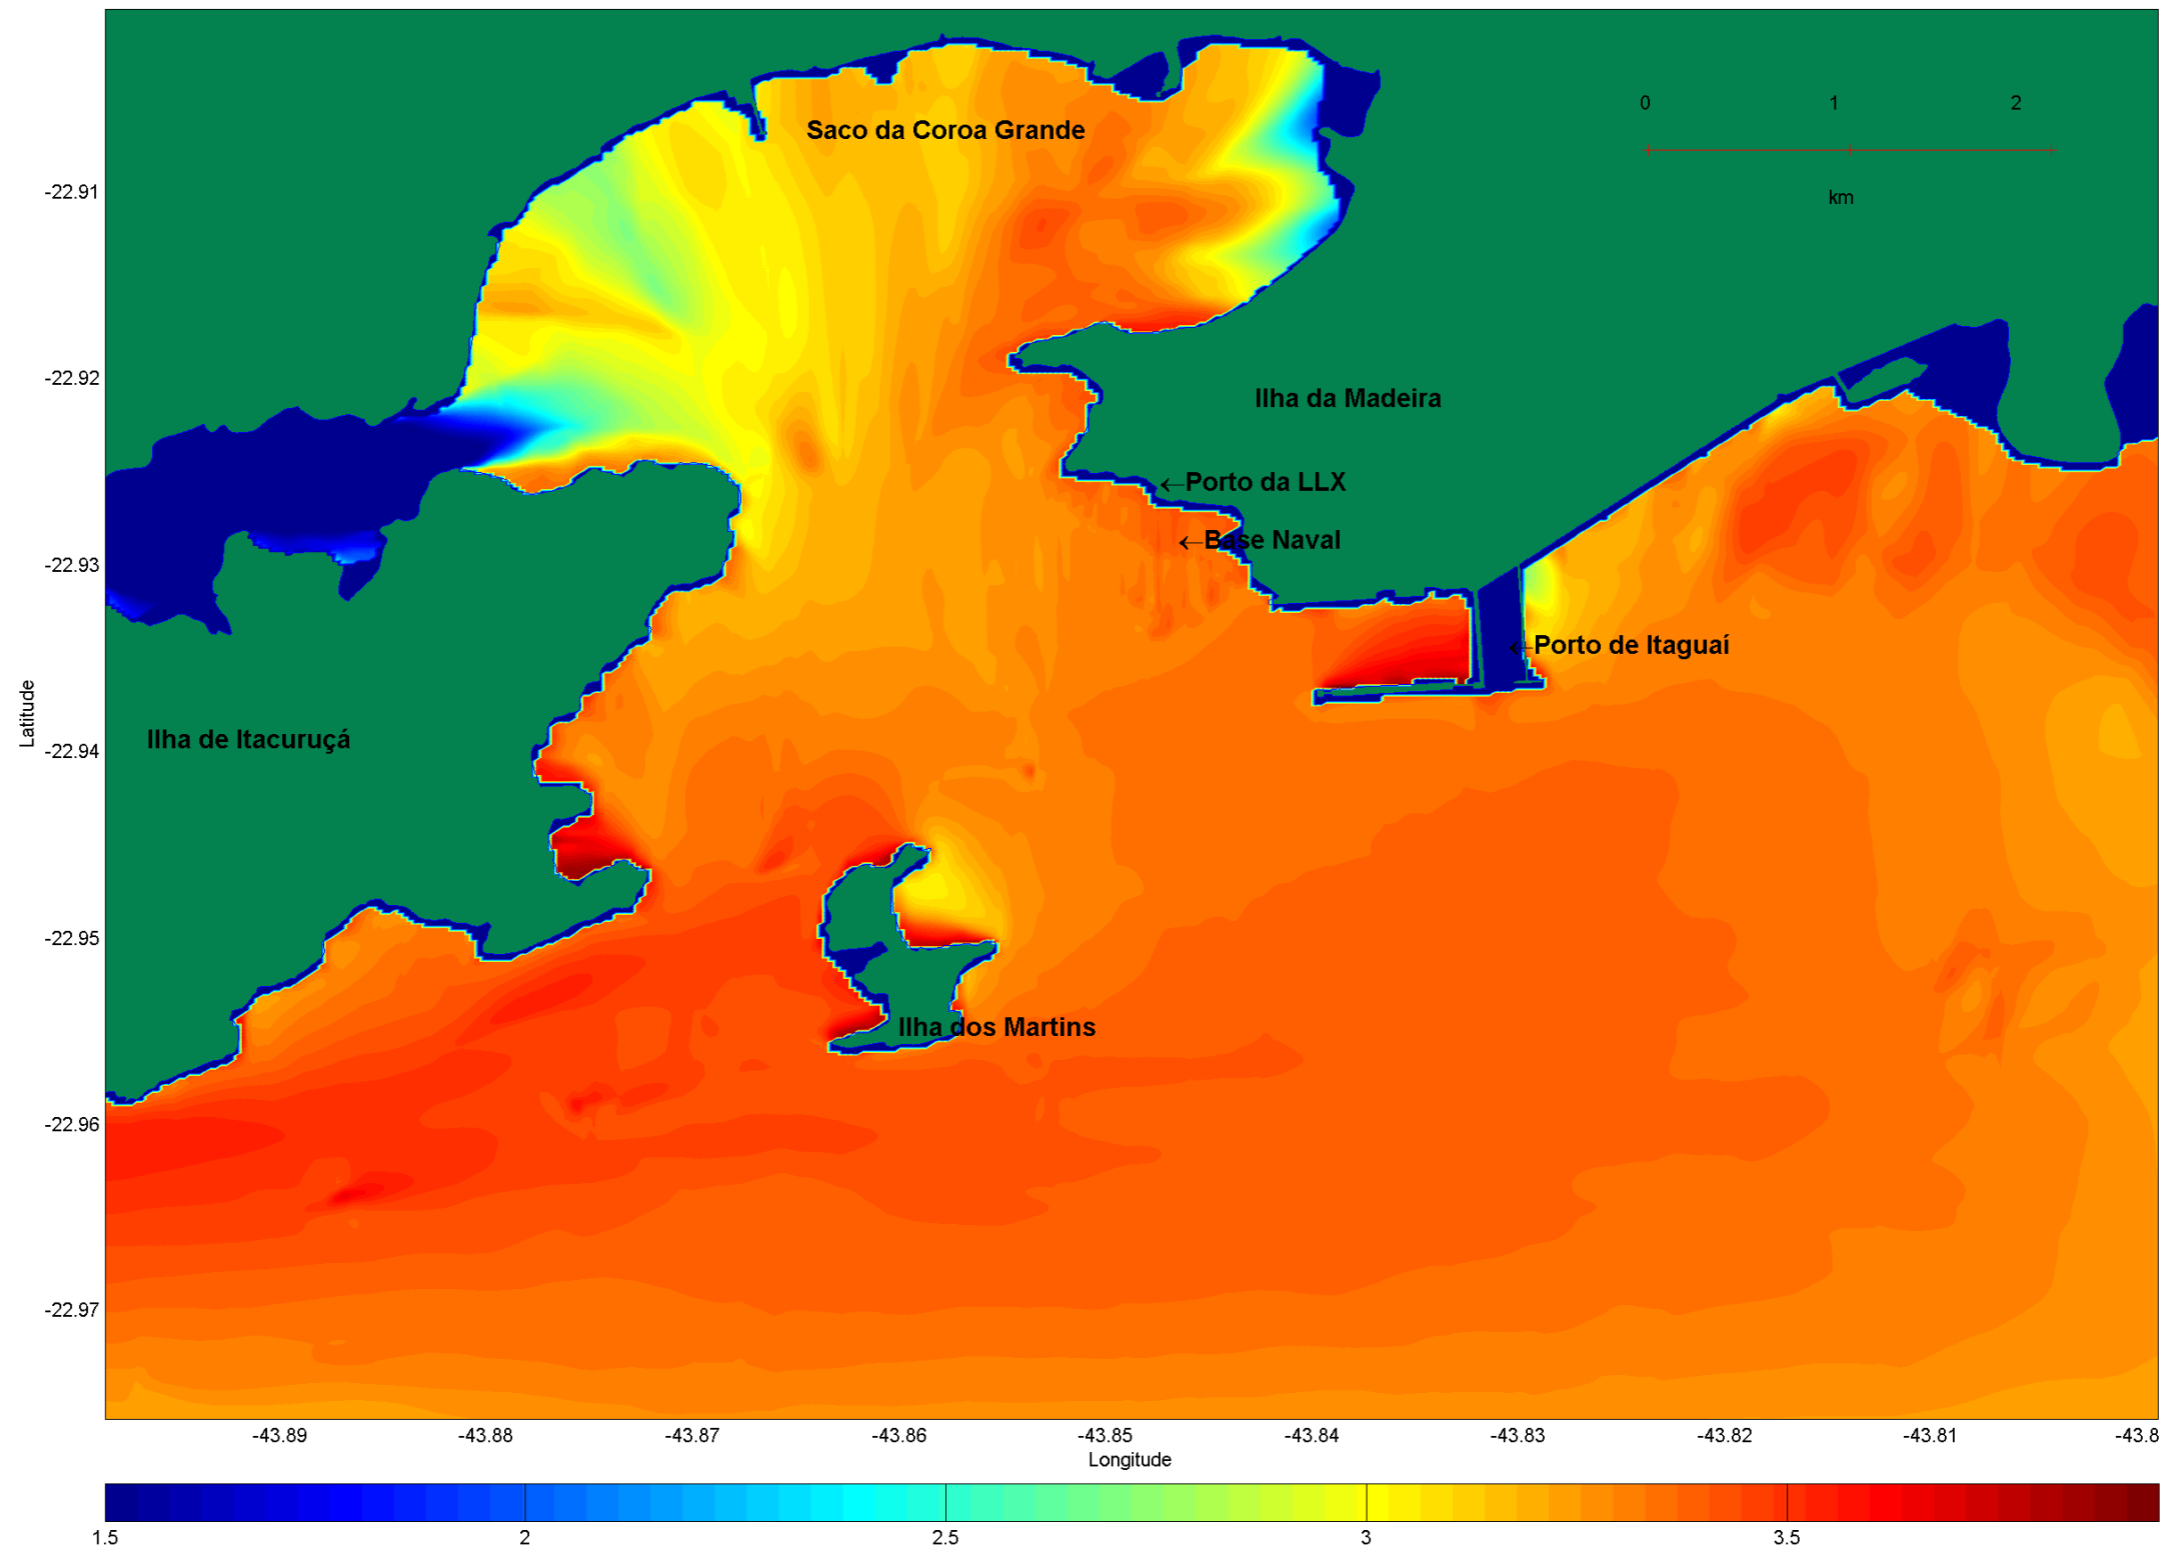 0 1 2
km
Saco da Coroa Grande
-22.91
-22.92
Ilha da Madeira
←Porto da LLX
←Base Naval
-22.93
←Porto de Itaguaí
Latitude
Ilha de Itacuruçá
-22.94
-22.95
Ilha dos Martins
-22.96
-22.97
-43.89 -43.88 -43.87 -43.86 -43.85 -43.84 -43.83 -43.82 -43.81 -43.8
Longitude
1.5 2 2.5 3 3.5